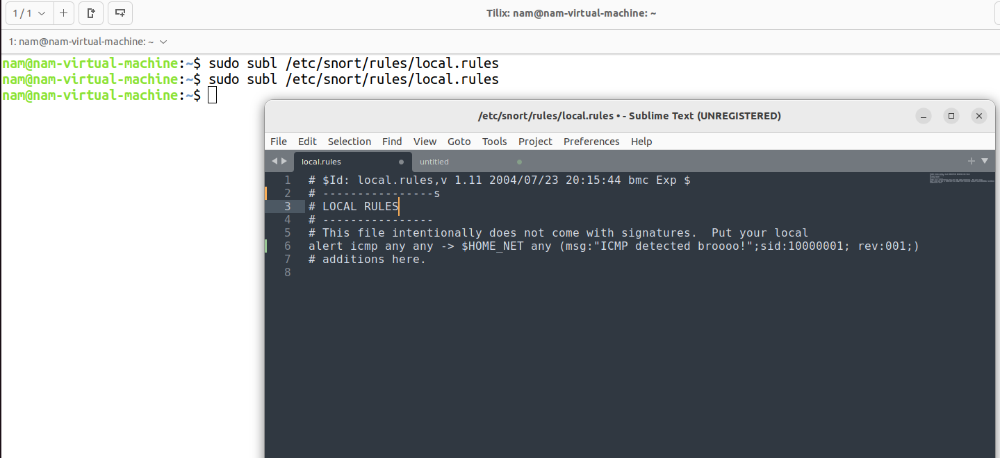 1 / 1
Tilix: nam@nam-virtual-machine: ~
1: nam@nam-virtual-machine: ~
nam@nam-virtual-machine:~$ sudo subl /etc/snort/rules/local.rules
nam@nam-virtual-machine:~$ sudo subl /etc/snort/rules/local.rules
nam@nam-virtual-machine:~$
/etc/snort/rules/local.rules • - Sublime Text (UNREGISTERED)
File Edit Selection Find View Goto Tools Project Preferences Help
local.rules untitled
1 # $Id: local.rules,v 1.11 2004/07/23 20:15:44 bmc Exp $
2 # ----------------s
3 # LOCAL RULES
4 # ----------------
5 # This file intentionally does not come with signatures.  Put your local
6 alert icmp any any -> $HOME_NET any (msg:"ICMP detected broooo!";sid:10000001; rev:001;)
7 # additions here.
8